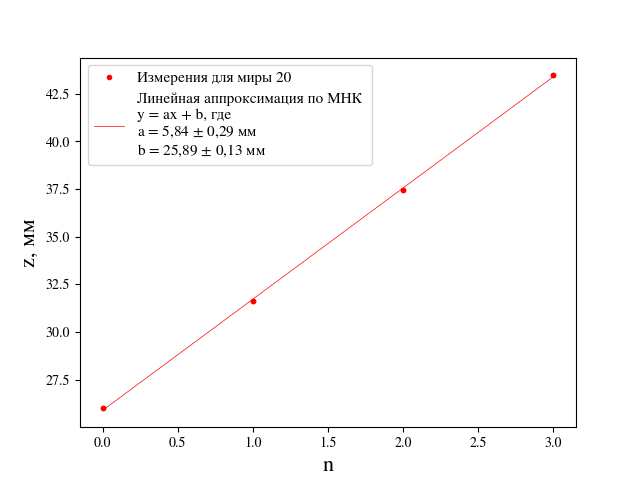 Измерения для миры 20
Линейная аппроксимация по МНК
y = ax + b, где
a = 5,84 ± 0,29 мм
b = 25,89 ± 0,13 мм
42.5
40.0
37.5
35.0
32.5
30.0
27.5
z, мм
0.0 0.5 1.0 1.5 2.0 2.5 3.0
n